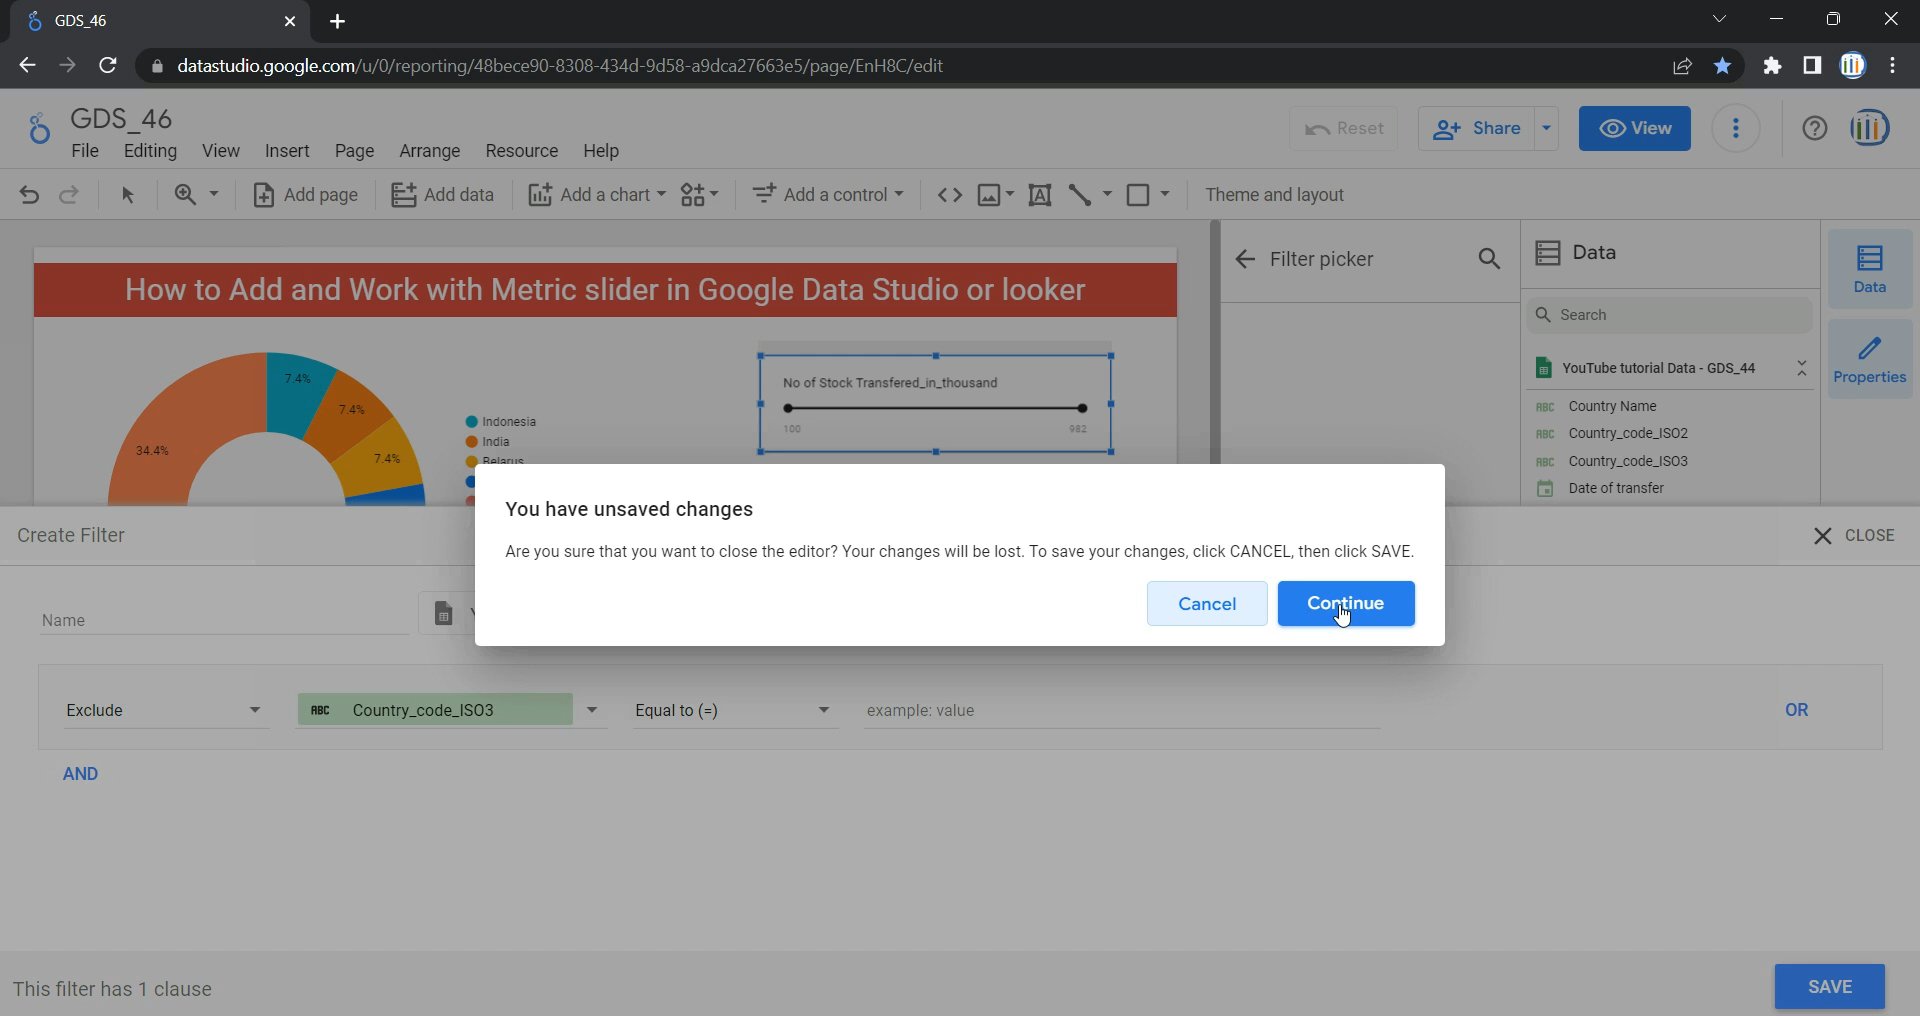 GDS_46
datastudio.google.com/u/0/reporting/48bece90-8308-434d-9d58-a9dca27663e5/page/EnH8C/edit
GDS_46
File Editing View Insert Page Arrange Resource Help
Reset Share View
Add page Add data Add a chart Add a control Theme and layout
How to Add and Work with Metric slider in Google Data Studio or looker
Filter picker
Data
Search
YouTube tutorial Data - GDS_44
ABC Country Name
ABC Country_code_ISO2
ABC Country_code_ISO3
Date of transfer
Data
Properties
7.4%
7.4%
7.4%
34.4%
Indonesia
India
Belarus
No of Stock Transfered_in_thousand
100 982
You have unsaved changes
Are you sure that you want to close the editor? Your changes will be lost. To save your changes, click CANCEL, then click SAVE.
Cancel Continue
Create Filter
CLOSE
Name
Exclude ABC Country_code_ISO3 Equal to (=) example: value OR
AND
This filter has 1 clause
SAVE